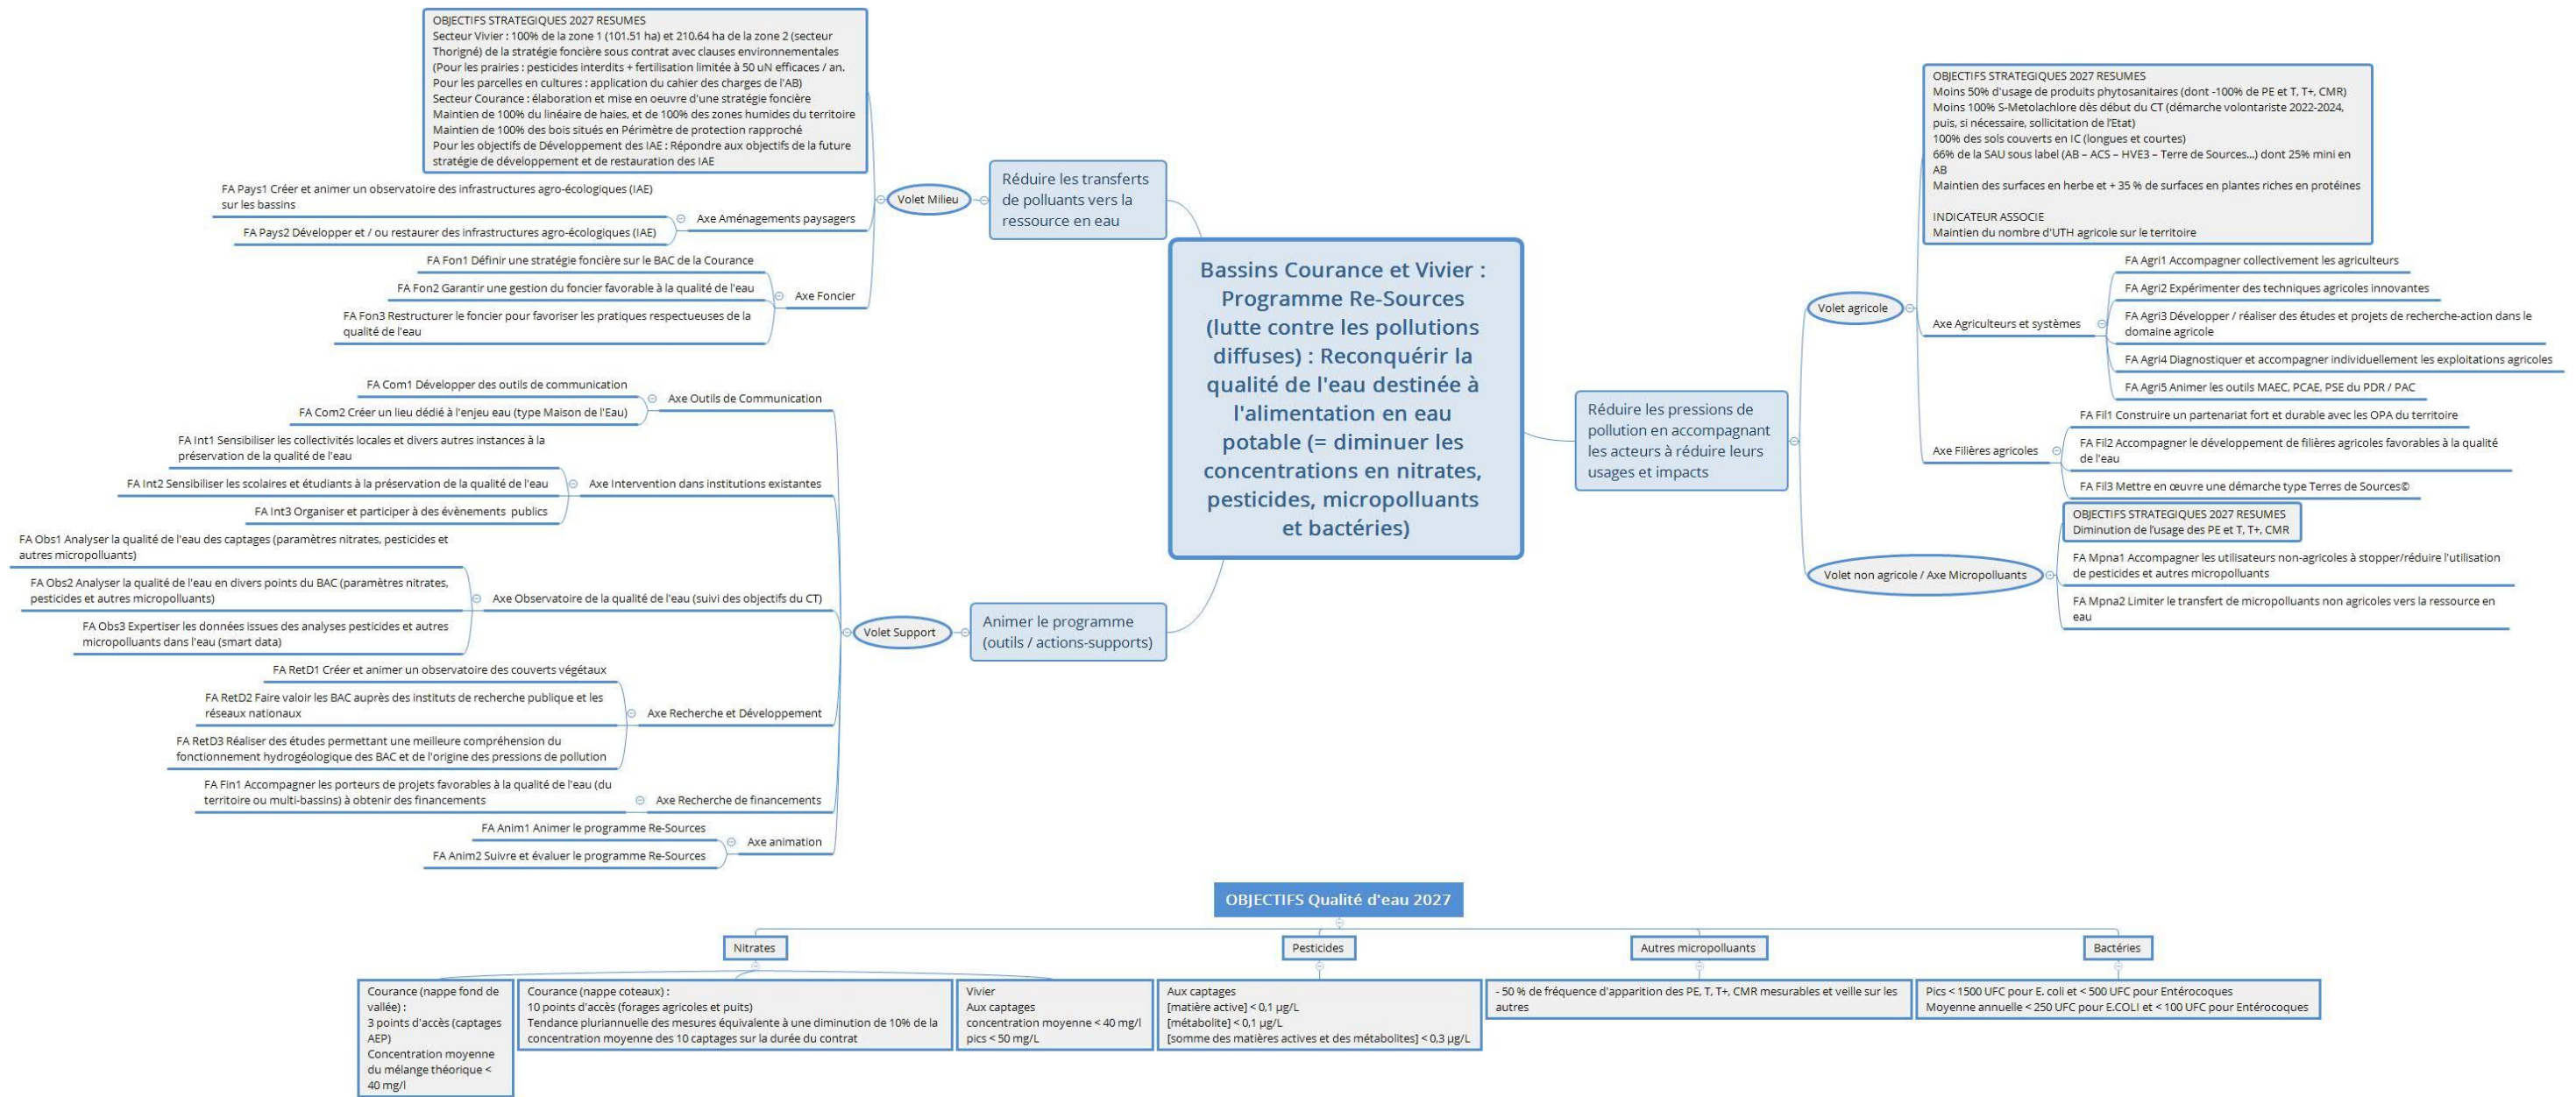 OBJECTIFS STRATEGIQUES 2027 RESUMES
Secteur Vivier : 100% de la zone 1 (101.51 ha) et 210.64 ha de la zone 2 (secteur
Thorigné) de la stratégie foncière sous contrat avec clauses environnementales
(Pour les prairies : pesticides interdits + fertilisation limitée à 50 uN efficaces / an.
Pour les parcelles en cultures : application du cahier des charges de l'AB)
Secteur Courance : élaboration et mise en oeuvre d'une stratégie foncière
Maintien de 100% du linéaire de haies, et de 100% des zones humides du territoire
Maintien de 100% des bois situés en Périmètre de protection rapproché
Pour les objectifs de Développement des IAE : Répondre aux objectifs de la future
stratégie de développement et de restauration des IAE
FA Pays1 Créer et animer un observatoire des infrastructures agro-écologiques (IAE)
sur les bassins
FA Pays2 Développer et / ou restaurer des infrastructures agro-écologiques (IAE)
Axe Aménagements paysagers
FA Fon1 Définir une stratégie foncière sur le BAC de la Courance
FA Fon2 Garantir une gestion du foncier favorable à la qualité de l'eau
FA Fon3 Restructurer le foncier pour favoriser les pratiques respectueuses de la
qualité de l'eau
Axe Foncier
Volet Milieu
Réduire les transferts
de polluants vers la
ressource en eau
FA Com1 Développer des outils de communication
FA Com2 Créer un lieu dédié à l'enjeu eau (type Maison de l'Eau)
Axe Outils de Communication
FA Int1 Sensibiliser les collectivités locales et divers autres instances à la
préservation de la qualité de l'eau
FA Int2 Sensibiliser les scolaires et étudiants à la préservation de la qualité de l'eau
FA Int3 Organiser et participer à des évènements publics
Axe Intervention dans institutions existantes
FA Obs1 Analyser la qualité de l'eau des captages (paramètres nitrates, pesticides et
autres micropolluants)
FA Obs2 Analyser la qualité de l'eau en divers points du BAC (paramètres nitrates,
pesticides et autres micropolluants)
FA Obs3 Expertiser les données issues des analyses pesticides et autres
micropolluants dans l'eau (smart data)
Axe Observatoire de la qualité de l'eau (suivi des objectifs du CT)
FA RetD1 Créer et animer un observatoire des couverts végétaux
FA RetD2 Faire valoir les BAC auprès des instituts de recherche publique et les
réseaux nationaux
FA RetD3 Réaliser des études permettant une meilleure compréhension du
fonctionnement hydrogéologique des BAC et de l'origine des pressions de pollution
Axe Recherche et Développement
FA Fin1 Accompagner les porteurs de projets favorables à la qualité de l'eau (du
territoire ou multi-bassins) à obtenir des financements
Axe Recherche de financements
FA Anim1 Animer le programme Re-Sources
FA Anim2 Suivre et évaluer le programme Re-Sources
Axe animation
Volet Support
Animer le programme
(outils / actions-supports)
Bassins Courance et Vivier :
Programme Re-Sources
(lutte contre les pollutions
diffuses) : Reconquérir la
qualité de l'eau destinée à
l'alimentation en eau
potable (= diminuer les
concentrations en nitrates,
pesticides, micropolluants
et bactéries)
Réduire les pressions de
pollution en accompagnant
les acteurs à réduire leurs
usages et impacts
Volet agricole
OBJECTIFS STRATEGIQUES 2027 RESUMES
Moins 50% d'usage de produits phytosanitaires (dont -100% de PE et T, T+, CMR)
Moins 100% S-Metolachlore dès début du CT (démarche volontariste 2022-2024,
puis, si nécessaire, sollicitation de l'Etat)
100% des sols couverts en IC (longues et courtes)
66% de la SAU sous label (AB – ACS – HVE3 – Terre de Sources...) dont 25% mini en
AB
Maintien des surfaces en herbe et + 35 % de surfaces en plantes riches en protéines
INDICATEUR ASSOCIE
Maintien du nombre d'UTH agricole sur le territoire
Axe Agriculteurs et systèmes
FA Agri1 Accompagner collectivement les agriculteurs
FA Agri2 Expérimenter des techniques agricoles innovantes
FA Agri3 Développer / réaliser des études et projets de recherche-action dans le
domaine agricole
FA Agri4 Diagnostiquer et accompagner individuellement les exploitations agricoles
FA Agri5 Animer les outils MAEC, PCAE, PSE du PDR / PAC
Axe Filières agricoles
FA Fil1 Construire un partenariat fort et durable avec les OPA du territoire
FA Fil2 Accompagner le développement de filières agricoles favorables à la qualité
de l'eau
FA Fil3 Mettre en œuvre une démarche type Terres de Sources©
Volet non agricole / Axe Micropolluants
OBJECTIFS STRATEGIQUES 2027 RESUMES
Diminution de l'usage des PE et T, T+, CMR
FA Mpna1 Accompagner les utilisateurs non-agricoles à stopper/réduire l'utilisation
de pesticides et autres micropolluants
FA Mpna2 Limiter le transfert de micropolluants non agricoles vers la ressource en
eau
OBJECTIFS Qualité d'eau 2027
Nitrates
Courance (nappe fond de
vallée) :
3 points d'accès (captages
AEP)
Concentration moyenne
du mélange théorique <
40 mg/l
Courance (nappe coteaux) :
10 points d'accès (forages agricoles et puits)
Tendance pluriannuelle des mesures équivalente à une diminution de 10% de la
concentration moyenne des 10 captages sur la durée du contrat
Vivier
Aux captages
concentration moyenne < 40 mg/l
pics < 50 mg/L
Pesticides
Aux captages
[matière active] < 0,1 µg/L
[métabolite] < 0,1 µg/L
[somme des matières actives et des métabolites] < 0,3 µg/L
Autres micropolluants
- 50 % de fréquence d'apparition des PE, T, T+, CMR mesurables et veille sur les
autres
Bactéries
Pics < 1500 UFC pour E. coli et < 500 UFC pour Entérocoques
Moyenne annuelle < 250 UFC pour E.COLI et < 100 UFC pour Entérocoques